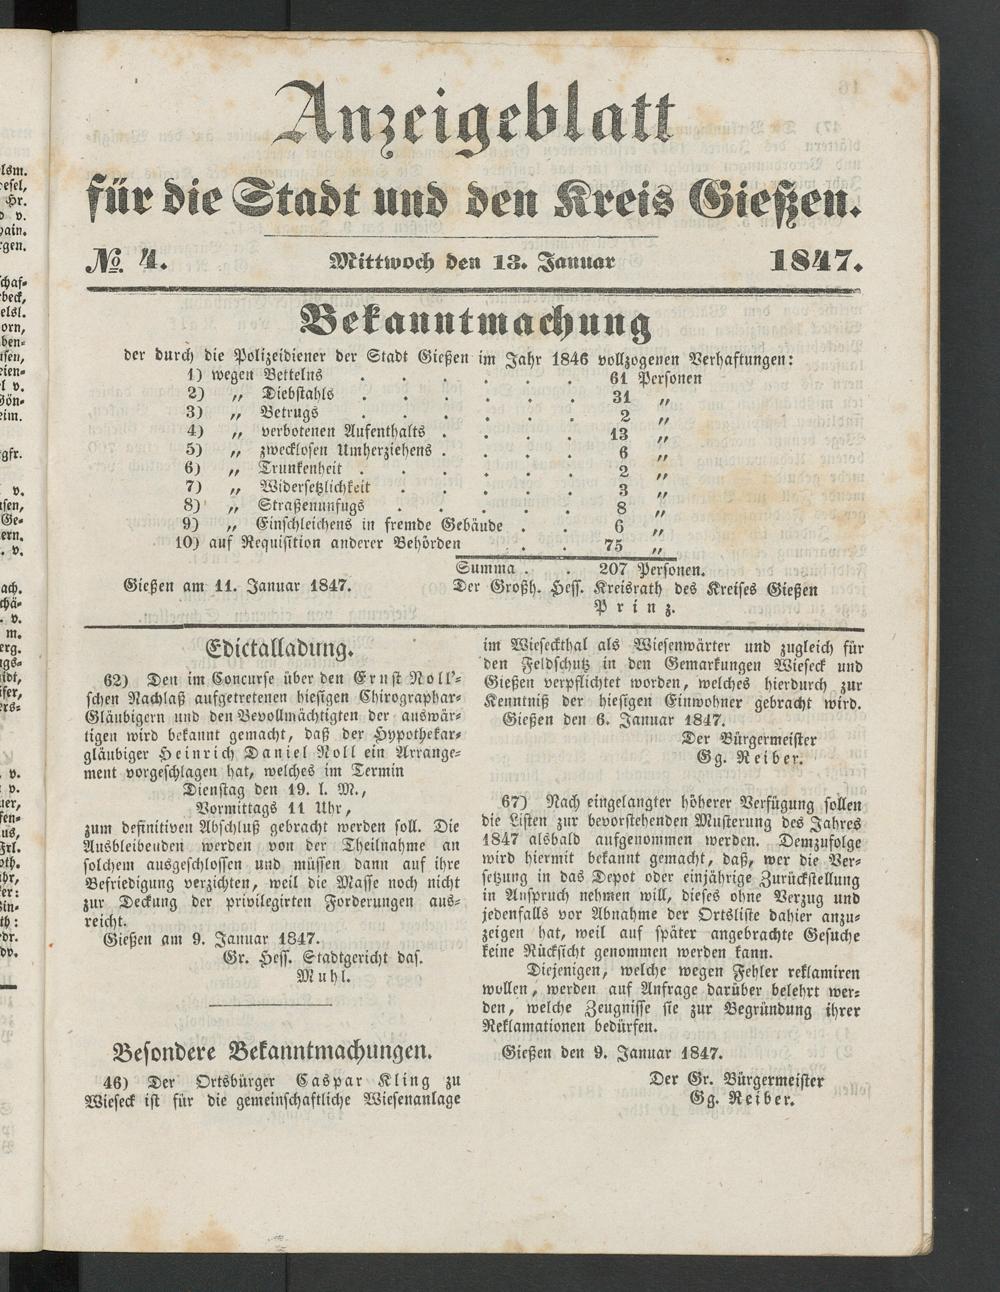 Anzeigeblatt
für die Stadt und den Kreis Gießen.
No. 4.
Mittwoch den 13. Januar
1847.
Bekanntmachung
der durch die Polizeidiener der Stadt Gießen im Jahr 1846 vollzogenen Verhaftungen:
1) wegen Bettelns . . . . . . 61 Personen
2) „ Diebstahls . . . . . . 31 „
3) „ Betrugs . . . . . . 2 „
4) „ verbotenen Aufenthalts . . . . 13 „
5) „ zwecklosen Umherziehens . . . . 6 „
6) „ Trunkenheit . . . . . . 2 „
7) „ Widersetzlichkeit . . . . . 3 „
8) „ Straßenunfugs . . . . . 8 „
9) „ Einschleichens in fremde Gebäude . . 6 „
10) auf Requisition anderer Behörden . . . 75 „
Summa . . 207 Personen.
Gießen am 11. Januar 1847.
Der Großh. Hess. Kreisrath des Kreises Gießen
Prinz.
Edictalladung.
62) Den im Concurse über den Ernst Noll'-
schen Nachlaß aufgetretenen hiesigen Chirographar-
Gläubigern und den Bevollmächtigten der auswär-
tigen wird bekannt gemacht, daß der Hypothekar-
gläubiger Heinrich Daniel Noll ein Arrange-
ment vorgeschlagen hat, welches im Termin
Dienstag den 19. l. M.,
Vormittags 11 Uhr,
zum definitiven Abschluß gebracht werden soll. Die
Ausbleibenden werden von der Theilnahme an
solchem ausgeschlossen und müssen dann auf ihre
Befriedigung verzichten, weil die Masse noch nicht
zur Deckung der privilegirten Forderungen aus-
reicht.
Gießen am 9. Januar 1847.
Gr. Hess. Stadtgericht das.
Muhl.
Besondere Bekanntmachungen.
46) Der Ortsbürger Caspar Kling zu
Wieseck ist für die gemeinschaftliche Wiesenanlage
im Wieseckthal als Wiesenwärter und zugleich für
den Feldschutz in den Gemarkungen Wieseck und
Gießen verpflichtet worden, welches hierdurch zur
Kenntniß der hiesigen Einwohner gebracht wird.
Gießen den 6. Januar 1847.
Der Bürgermeister
Gg. Reiber.
67) Nach eingelangter höherer Verfügung sollen
die Listen zur bevorstehenden Musterung des Jahres
1847 alsbald aufgenommen werden. Demzufolge
wird hiermit bekannt gemacht, daß, wer die Ver-
setzung in das Depot oder einjährige Zurückstellung
in Anspruch nehmen will, dieses ohne Verzug und
jedenfalls vor Abnahme der Ortsliste dahier anzu-
zeigen hat, weil auf später angebrachte Gesuche
keine Rücksicht genommen werden kann.
Diejenigen, welche wegen Fehler reklamiren
wollen, werden auf Anfrage darüber belehrt wer-
den, welche Zeugnisse sie zur Begründung ihrer
Reklamationen bedürfen.
Gießen den 9. Januar 1847.
Der Gr. Bürgermeister
Gg. Reiber.